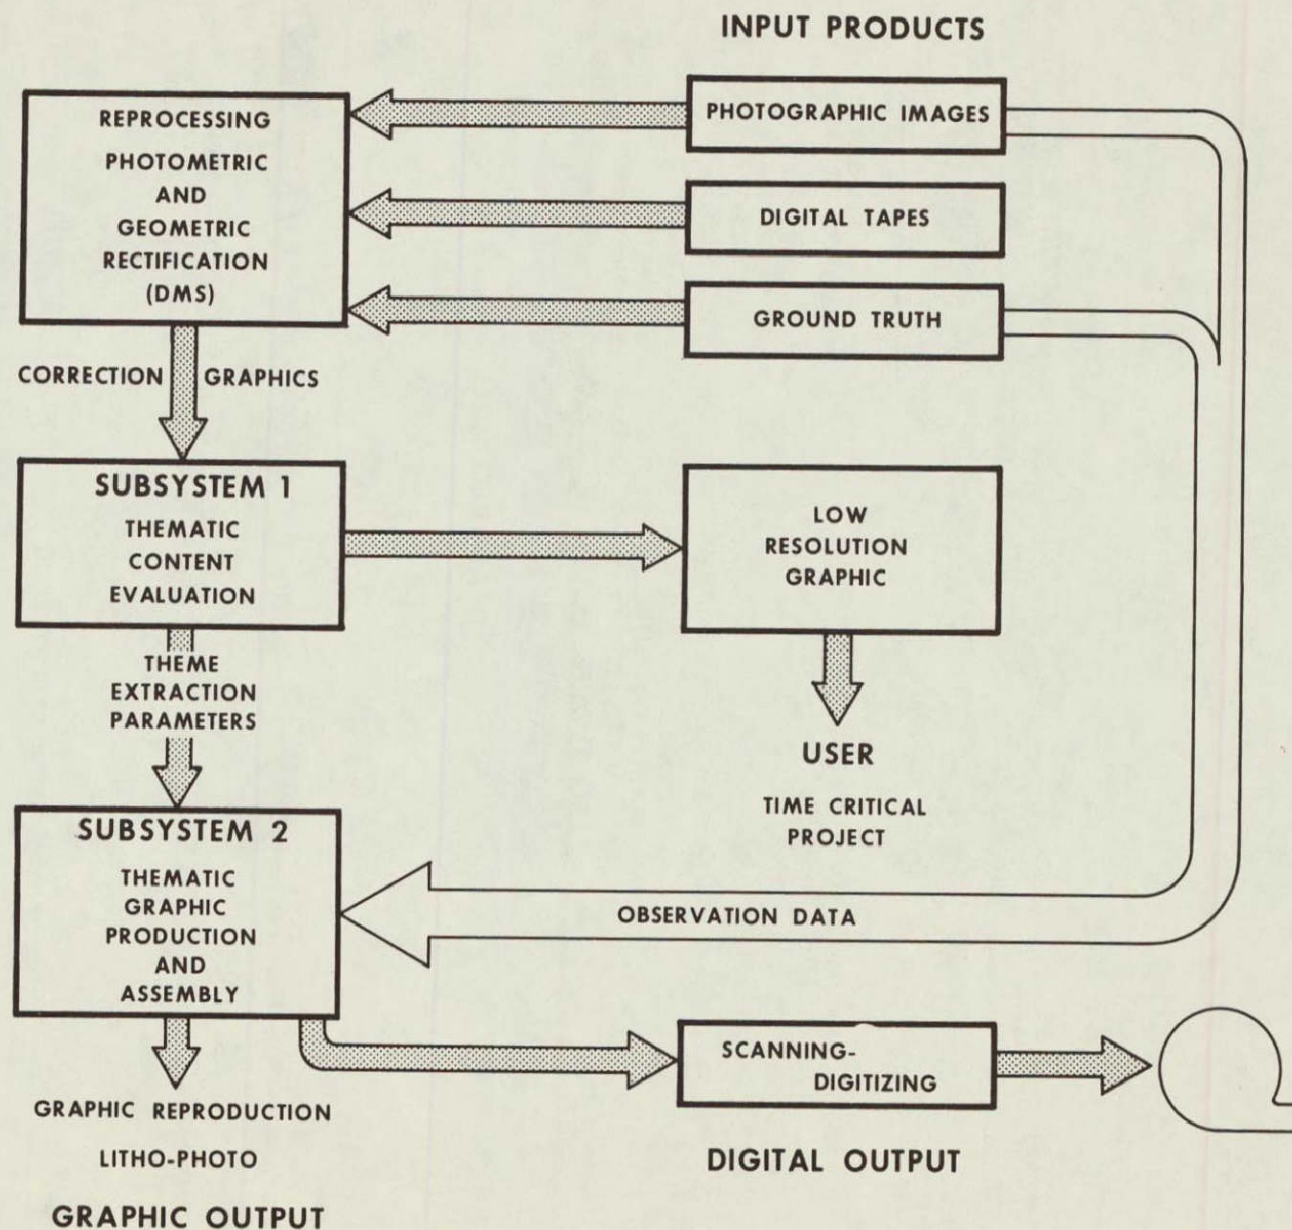 INPUT PRODUCTS
REPROCESSING
PHOTOMETRIC
AND
GEOMETRIC
RECTIFICATION
(DMS)
PHOTOGRAPHIC IMAGES
DIGITAL TAPES
GROUND TRUTH
CORRECTION GRAPHICS
SUBSYSTEM 1
THEMATIC
CONTENT
EVALUATION
LOW
RESOLUTION
GRAPHIC
THEME
EXTRACTION
PARAMETERS
USER
TIME CRITICAL
PROJECT
SUBSYSTEM 2
THEMATIC
GRAPHIC
PRODUCTION
AND
ASSEMBLY
OBSERVATION DATA
SCANNING-
DIGITIZING
GRAPHIC REPRODUCTION
LITHO-PHOTO
GRAPHIC OUTPUT
DIGITAL OUTPUT